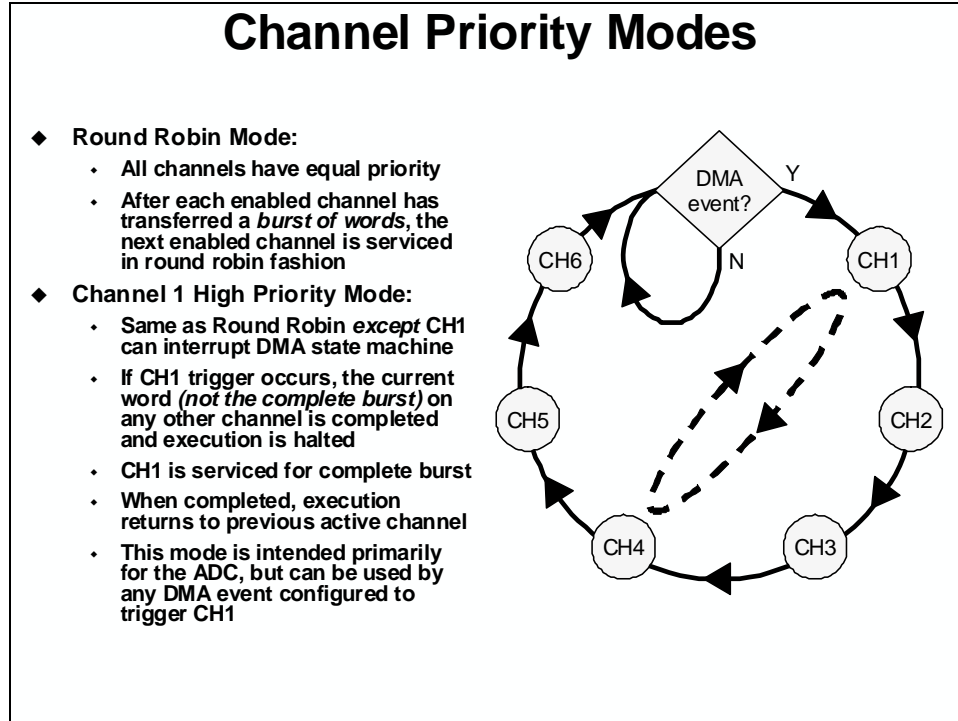 Channel Priority Modes
◆ Round Robin Mode:
◆ All channels have equal priority
◆ After each enabled channel has
transferred a burst of words, the
next enabled channel is serviced
in round robin fashion
◆ Channel 1 High Priority Mode:
◆ Same as Round Robin except CH1
can interrupt DMA state machine
◆ If CH1 trigger occurs, the current
word (not the complete burst) on
any other channel is completed
and execution is halted
◆ CH1 is serviced for complete burst
◆ When completed, execution
returns to previous active channel
◆ This mode is intended primarily
for the ADC, but can be used by
any DMA event configured to
trigger CH1
DMA
event?
Y
N
CH1
CH2
CH3
CH4
CH5
CH6